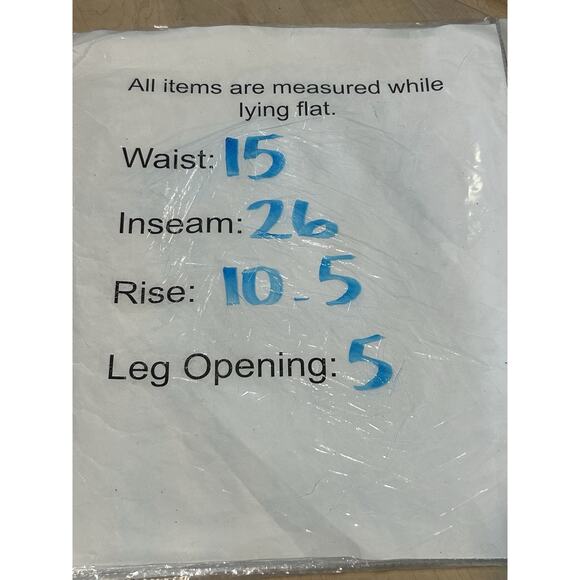 All items are measured while
lying flat.
Waist: 15
Inseam: 26
Rise: 10.5
Leg Opening: 5